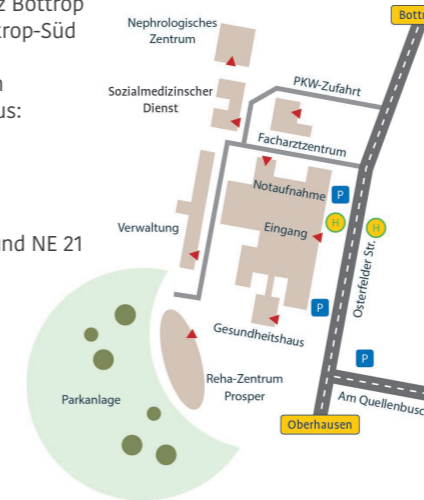 z Bottrop
trop-Süd
n
us:
und NE 21
Nephrologisches
Zentrum
Sozialmedizinscher
Dienst
PKW-Zufahrt
Facharztzentrum
Notaufnahme
P
H
Eingang
H
Verwaltung
Osterfelder Str.
P
Gesundheitshaus
P
Reha-Zentrum
Prosper
Parkanlage
Am Quellenbusc
Oberhausen
Bottr